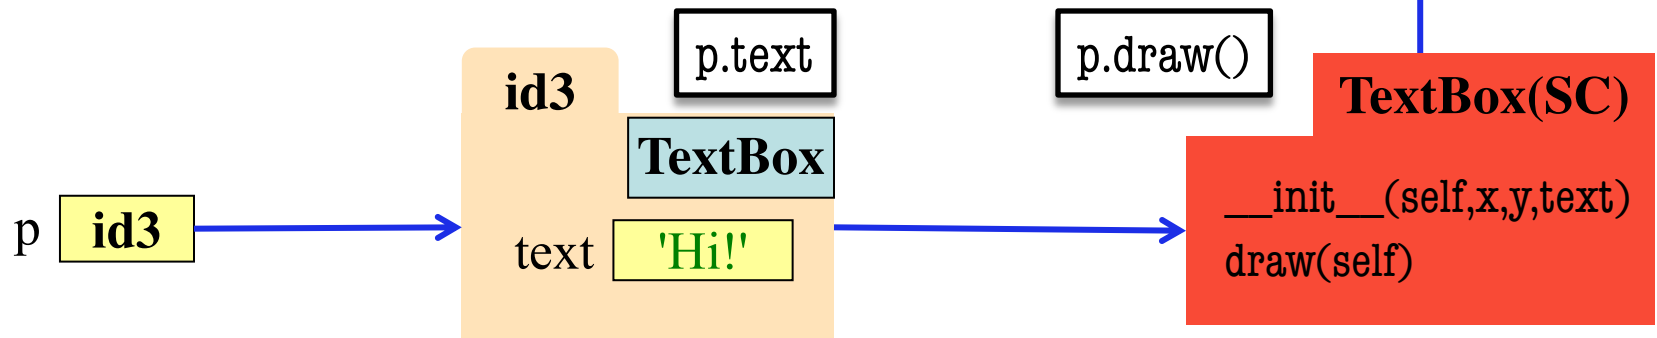 p.text
p.draw()
id3
TextBox(SC)
TextBox
__init__(self,x,y,text)
p id3
text 'Hi!'
draw(self)